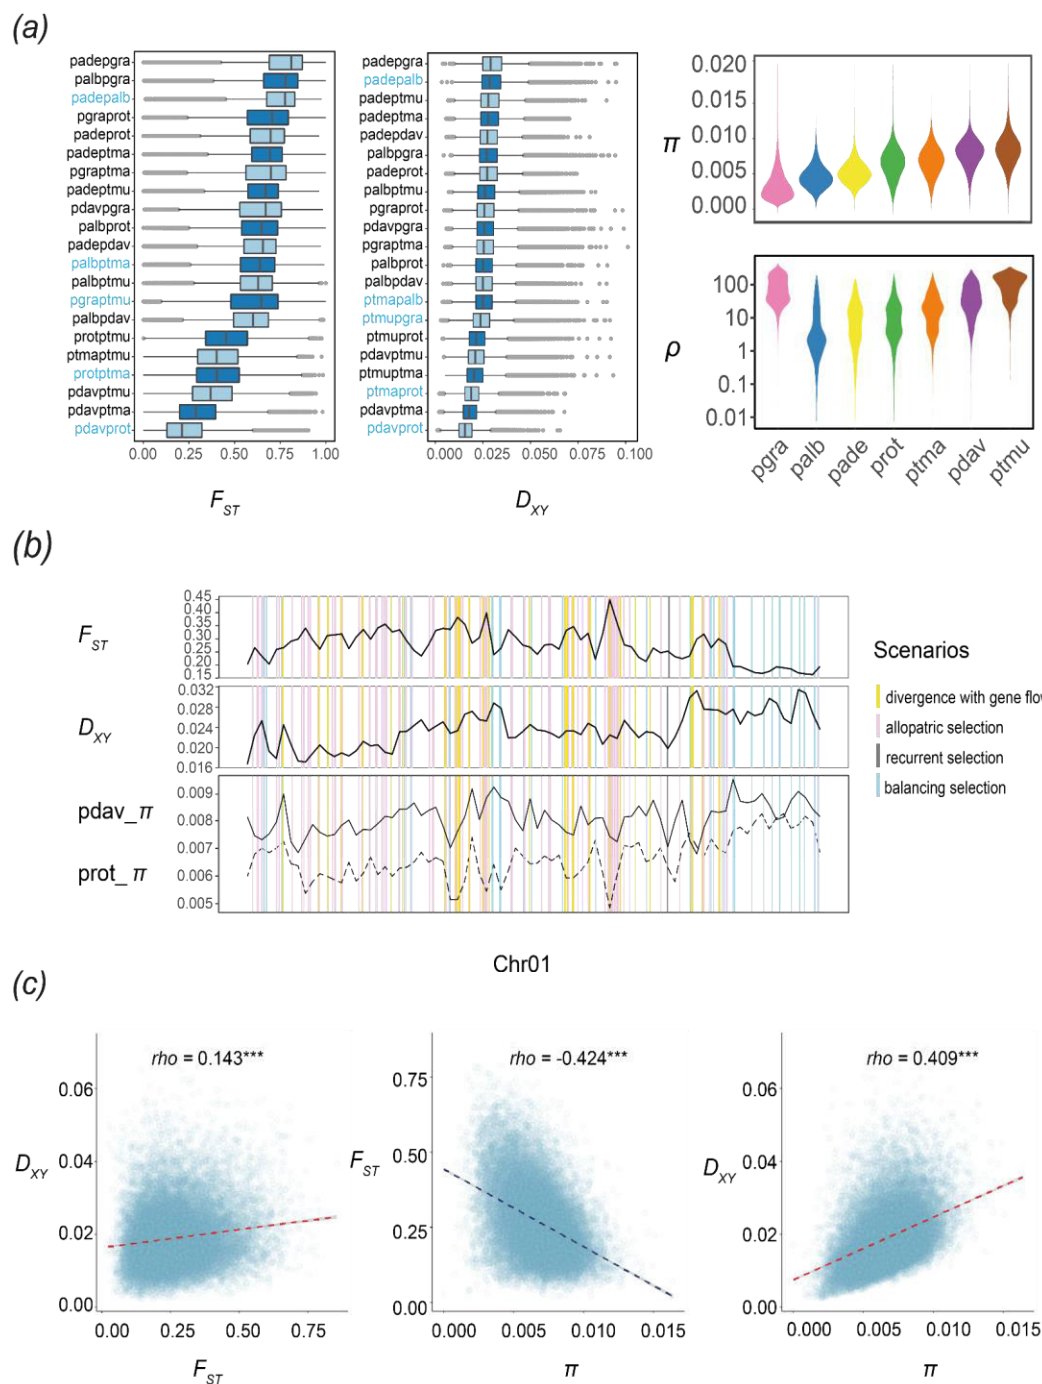 (a)
padepgra
palbpgra
padepalb
pgraprot
padeprot
padeptma
pgraptma
padeptmu
pdavpgra
palbprot
padepdav
palbptma
palbptmu
pgraptmu
palbpdav
protptmu
ptmaptmu
protptma
pdavptmu
pdavptma
pdavprot
0.00 0.25 0.50 0.75 1.00
FST
padepgra
padepalb
padeptmu
padeptma
padepdav
palbpgra
padeprot
palbptmu
pgraprot
pdavpgra
pgraptma
palbprot
palbpdav
ptmapalb
ptmupgra
ptmuprot
pdavptmu
ptmuptma
ptmaprot
pdavptma
pdavprot
0.000 0.025 0.050 0.075 0.100
DXY
π
0.020
0.015
0.010
0.005
0.000
ρ
100
10
1
0.1
0.01
pgra palb pade prot ptma pdav ptmu
(b)
FST
0.45
0.40
0.30
0.20
0.15
DXY
0.032
0.024
0.020
0.016
pdav_π
prot_π
0.009
0.008
0.007
0.006
0.005
Chr01
Scenarios
divergence with gene flow
allopatric selection
recurrent selection
balancing selection
(c)
rho = 0.143***
DXY
0.06
0.04
0.02
0.00
0.00 0.25 0.50 0.75
FST
rho = -0.424***
FST
0.75
0.50
0.25
0.00
0.000 0.005 0.010 0.015
π
rho = 0.409***
DXY
0.06
0.04
0.02
0.00
0.000 0.005 0.010 0.015
π